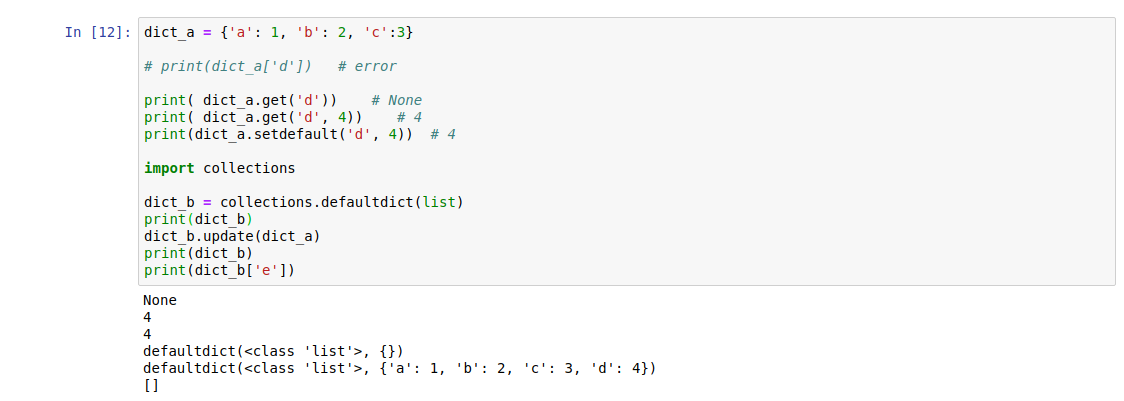 In [12]: dict_a = {'a': 1, 'b': 2, 'c':3}
# print(dict_a['d'])   # error
print( dict_a.get('d'))    # None
print( dict_a.get('d', 4))    # 4
print(dict_a.setdefault('d', 4))  # 4
import collections
dict_b = collections.defaultdict(list)
print(dict_b)
dict_b.update(dict_a)
print(dict_b)
print(dict_b['e'])
None
4
4
defaultdict(<class 'list'>, {})
defaultdict(<class 'list'>, {'a': 1, 'b': 2, 'c': 3, 'd': 4})
[]